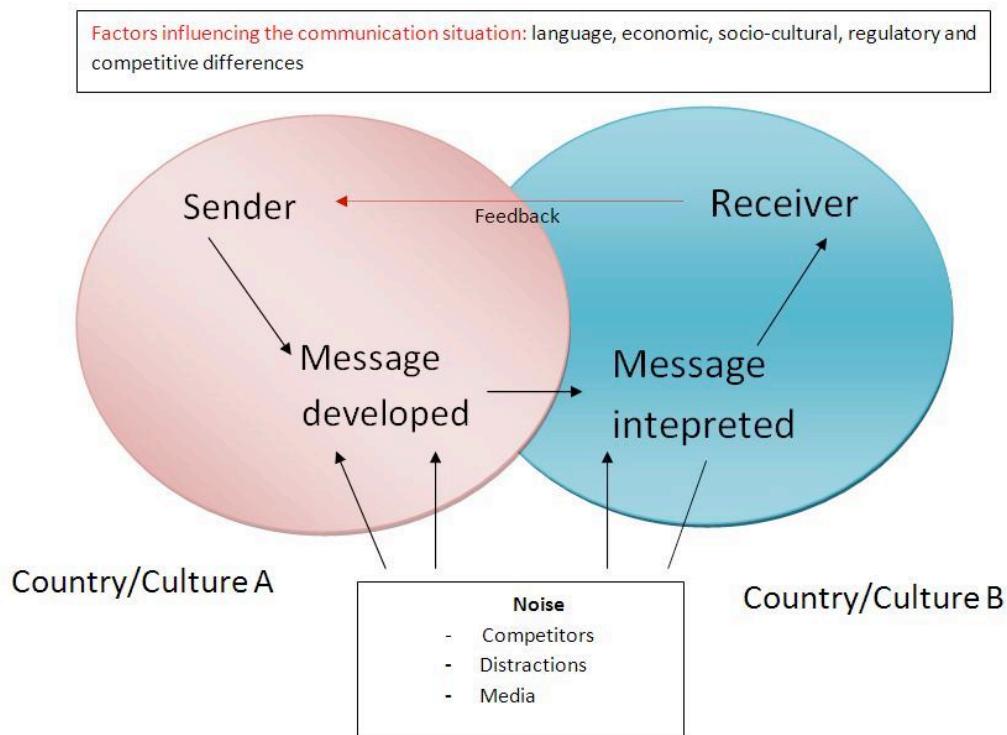 Factors influencing the communication situation: language, economic, socio-cultural, regulatory and
competitive differences
Sender
Feedback
Receiver
Message
developed
Message
intepreted
Country/Culture A
Country/Culture B
Noise
- Competitors
- Distractions
- Media